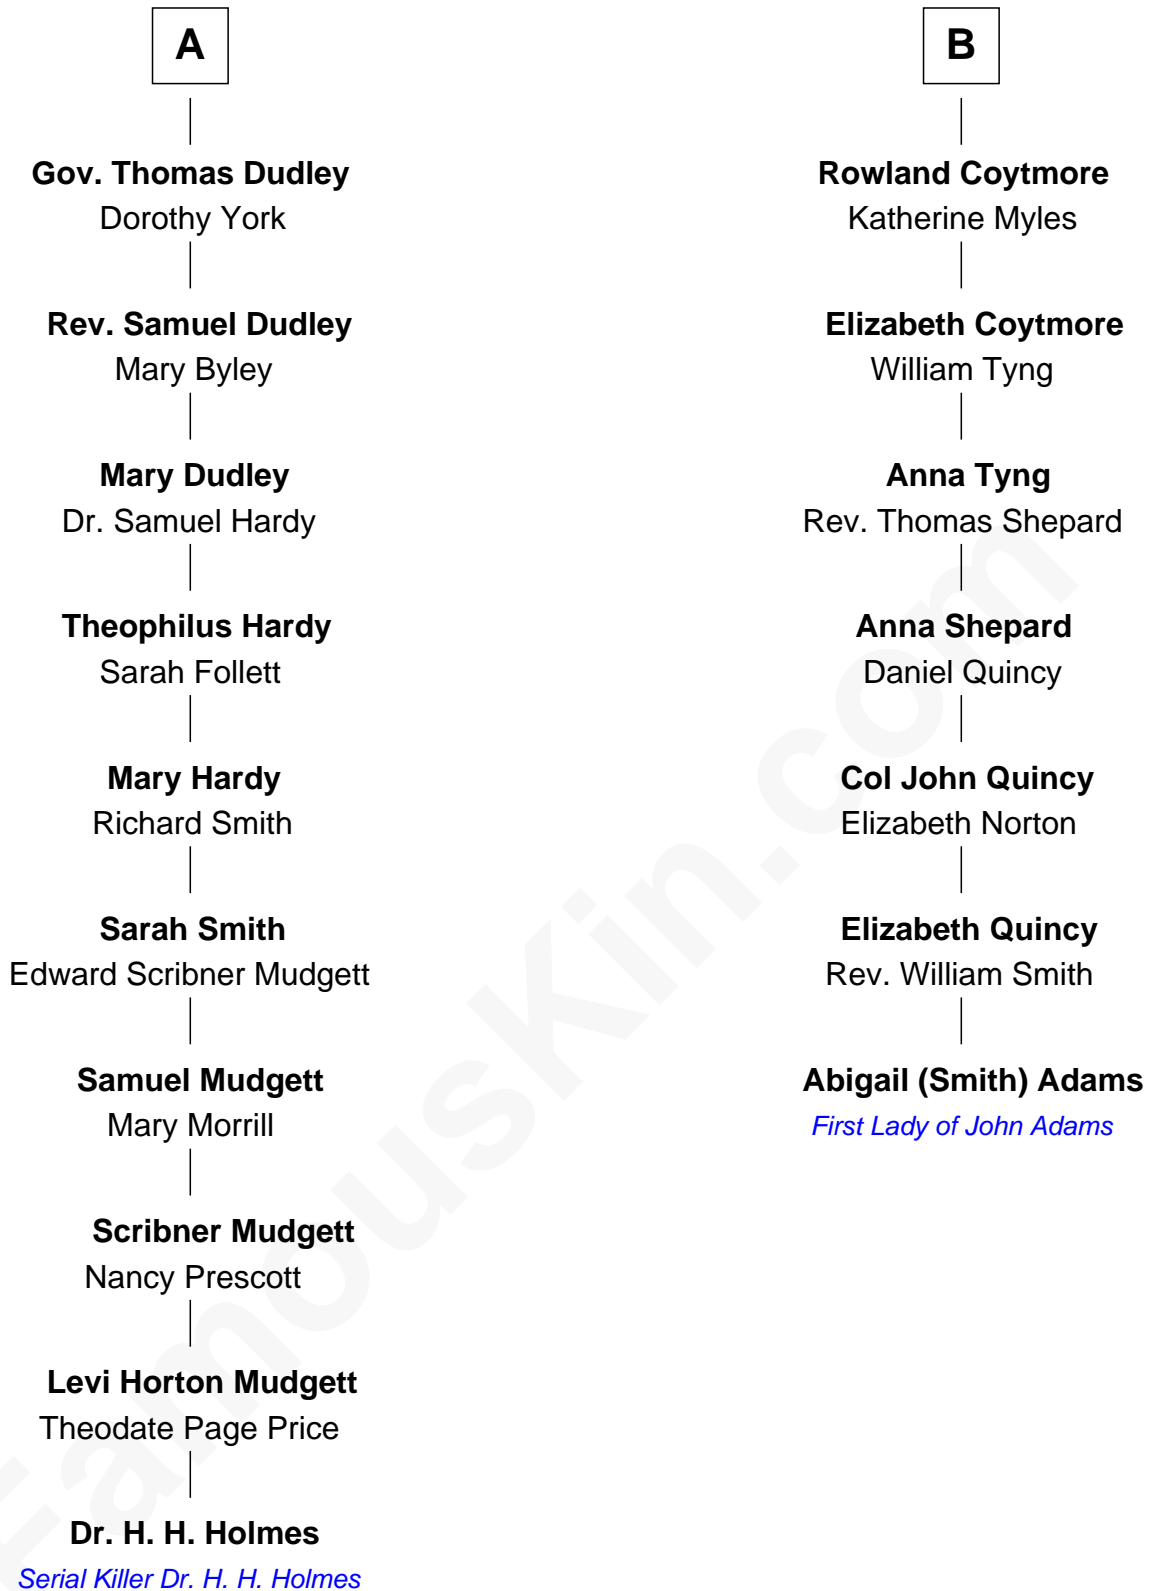 A
Gov. Thomas Dudley
Dorothy York
Rev. Samuel Dudley
Mary Byley
Mary Dudley
Dr. Samuel Hardy
Theophilus Hardy
Sarah Follett
Mary Hardy
Richard Smith
Sarah Smith
Edward Scribner Mudgett
Samuel Mudgett
Mary Morrill
Scribner Mudgett
Nancy Prescott
Levi Horton Mudgett
Theodate Page Price
Dr. H. H. Holmes
Serial Killer Dr. H. H. Holmes
B
Rowland Coytmore
Katherine Myles
Elizabeth Coytmore
William Tyng
Anna Tyng
Rev. Thomas Shepard
Anna Shepard
Daniel Quincy
Col John Quincy
Elizabeth Norton
Elizabeth Quincy
Rev. William Smith
Abigail (Smith) Adams
First Lady of John Adams
FamousKin.com